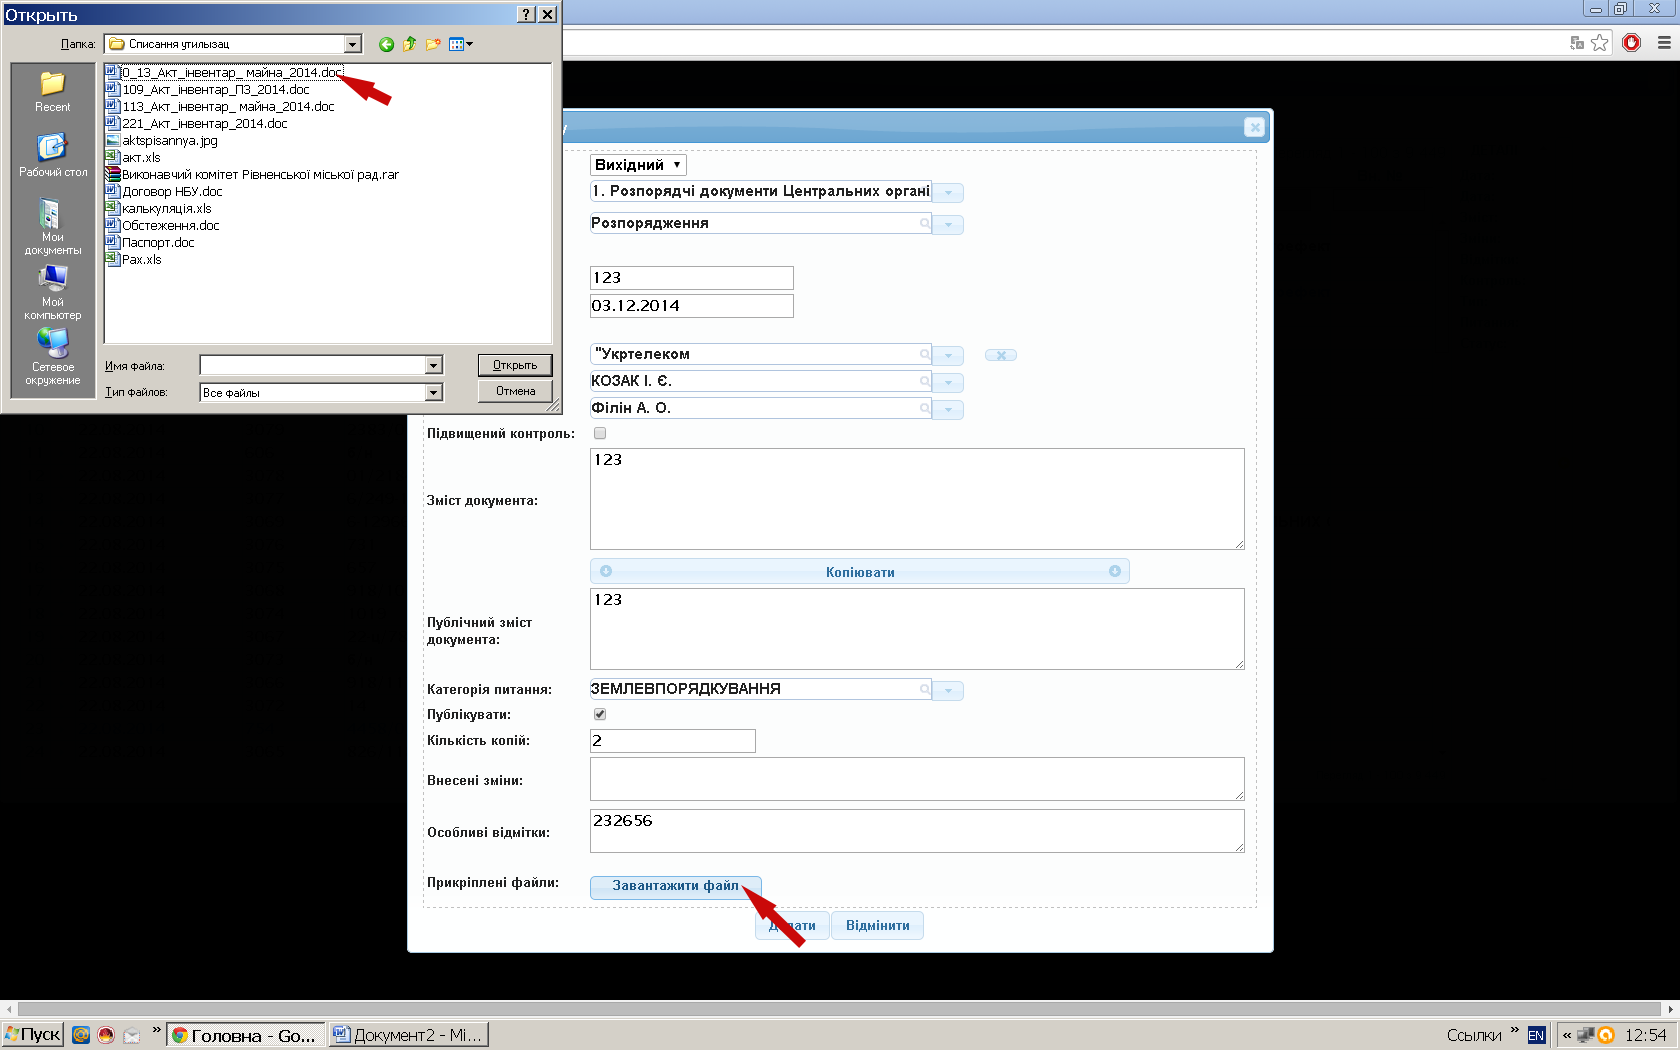 Открыть
Папка: Списання утилызац
Recent
Рабочий стол
Мои документы
Мой компьютер
Сетевое окружение
0_13_Акт_інвентар_ майна_2014.doc
109_Акт_інвентар_ПЗ_2014.doc
113_Акт_інвентар_ майна_2014.doc
221_Акт_інвентар_2014.doc
aktspisannya.jpg
акт.xls
Виконавчий комітет Рівненської міської рад.rar
Договор НБУ.doc
калькуляція.xls
Обстеження.doc
Паспорт.doc
Рах.xls
Имя файла:
Открыть
Тип файлов: Все файлы
Отмена
Вихідний
1. Розпорядчі документи Центральних органі
Розпорядження
123
03.12.2014
"Укртелеком
КОЗАК І. Є.
Філін А. О.
Підвищений контроль:
Зміст документа:
123
Копіювати
Публічний зміст документа:
123
Категорія питання: ЗЕМЛЕВПОРЯДКУВАННЯ
Публікувати:
Кількість копій: 2
Внесені зміни:
Особливі відмітки: 232656
Прикріплені файли: Завантажити файл
Відмінити
Пуск
Головна - Go...
Документ2 - Mi...
Ссылки
EN
12:54